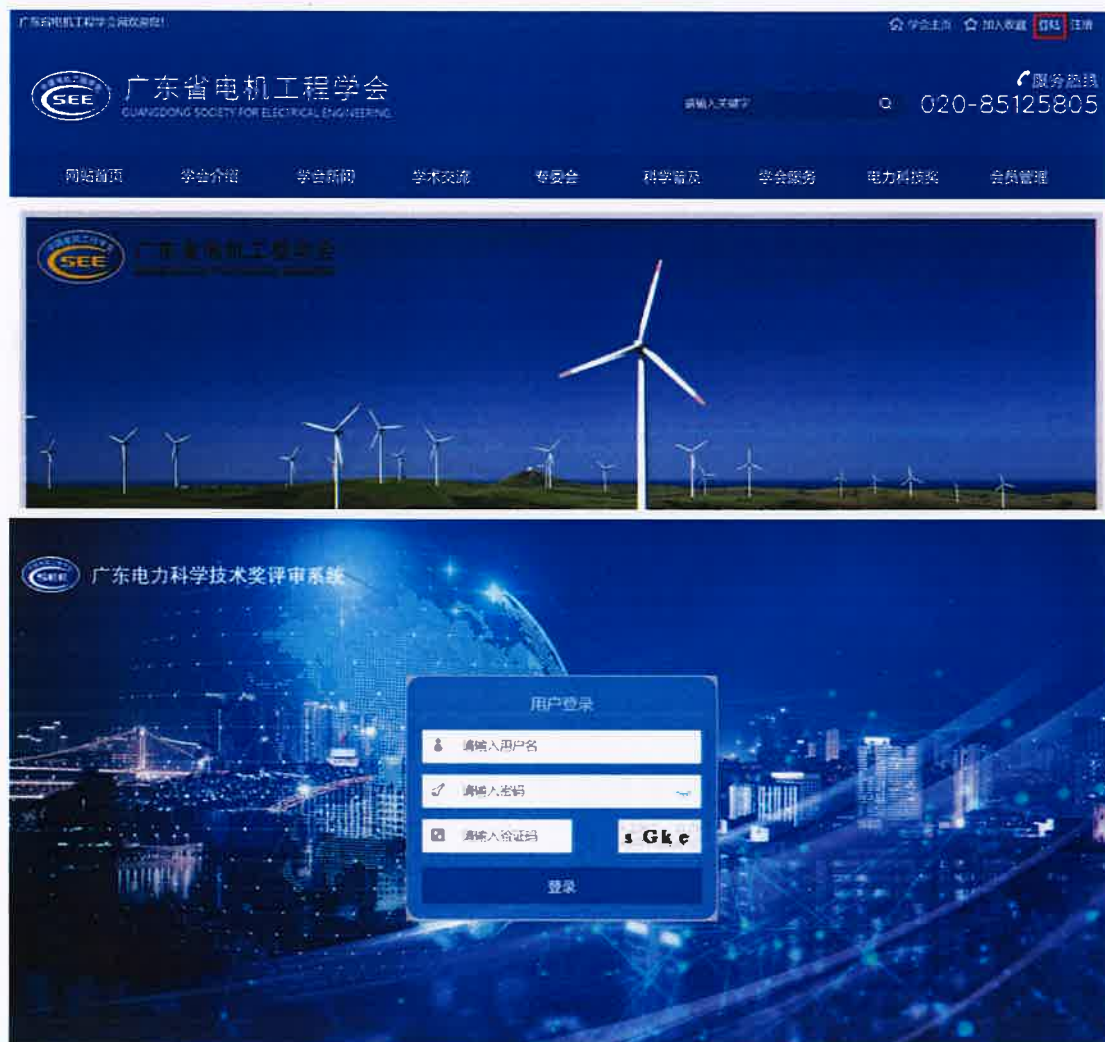 广东省电机工程学会网欢迎您!
学会主页 加入收藏 登陆 注册
SEE
广东省电机工程学会
GUANGDONG SOCIETY FOR ELECTRICAL ENGINEERING
请输入关键字
服务热线
020-85125805
网站首页 学会介绍 学会新闻 学术交流 专委会 科学普及 学会服务 电力科技奖 会员管理
SEE
广东省电机工程学会
SEE
广东电力科学技术奖评审系统
用户登录
请输入用户名
请输入密码
请输入验证码
s Gk e
登录